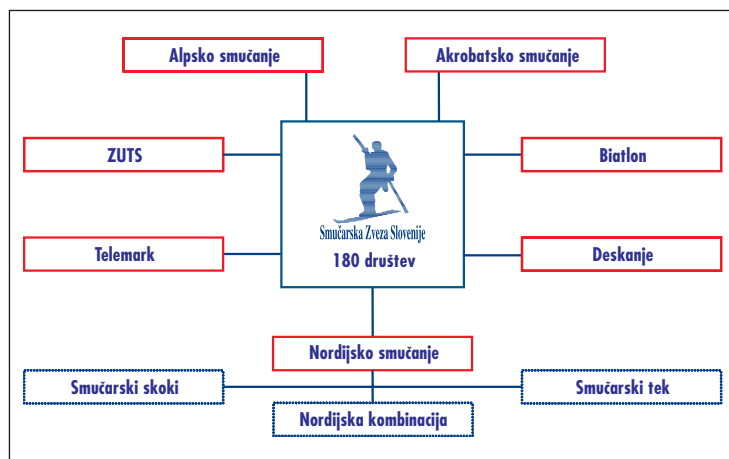 Alpsko smučanje
Akrobatsko smučanje
ZUTS
Biatlon
Smučarska Zveza Slovenije
180 društev
Telemark
Deskanje
Nordijsko smučanje
Smučarski skoki
Smučarski tek
Nordijska kombinacija